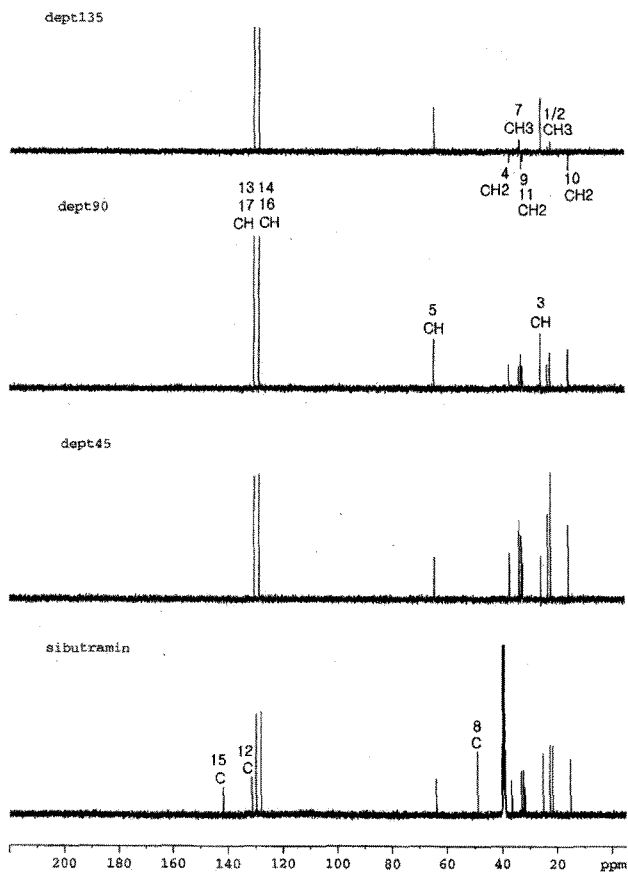 dept135
7 1/2
CH3 CH3
4 9 10
CH2 11 CH2
CH2
dept90
13 14
17 16
CH CH
5 3
CH CH
dept45
sibutramin
15 12 8
C C C
200 180 160 140 120 100 80 60 40 20 ppm